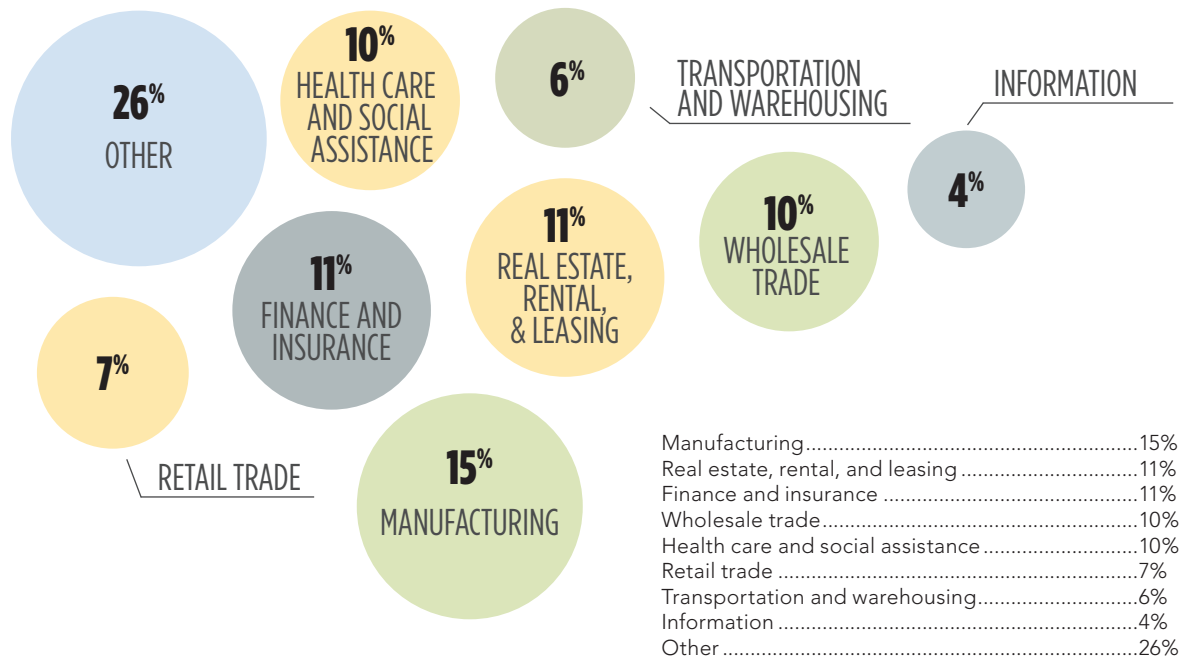 26%
OTHER
10%
HEALTH CARE
AND SOCIAL
ASSISTANCE
6%
TRANSPORTATION
AND WAREHOUSING
INFORMATION
4%
10%
WHOLESALE
TRADE
11%
REAL ESTATE,
RENTAL,
& LEASING
11%
FINANCE AND
INSURANCE
7%
RETAIL TRADE
15%
MANUFACTURING
Manufacturing..........................................................15%
Real estate, rental, and leasing ...............................11%
Finance and insurance .............................................11%
Wholesale trade.......................................................10%
Health care and social assistance...........................10%
Retail trade ...............................................................7%
Transportation and warehousing............................6%
Information ...............................................................4%
Other.........................................................................26%